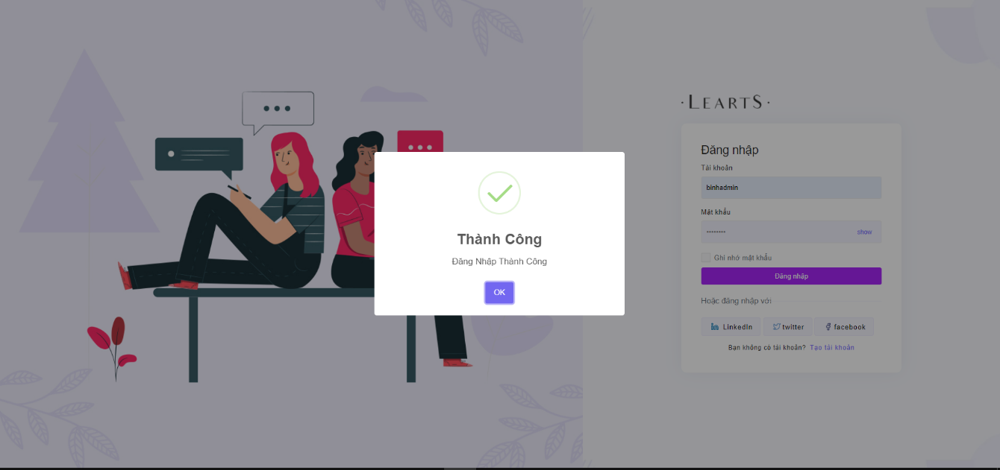 · LEARTS ·
Đăng nhập
Tài khoản
binhadmin
Mật khẩu
show
Ghi nhớ mật khẩu
Đăng nhập
Hoặc đăng nhập với
LinkedIn
twitter
facebook
Bạn không có tài khoản? Tạo tài khoản
Thành Công
Đăng Nhập Thành Công
OK